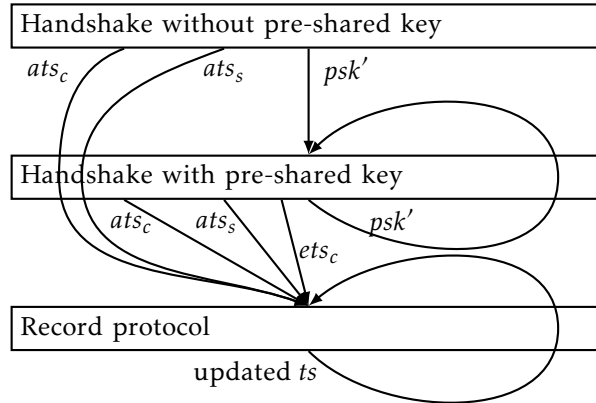 Handshake without pre-shared key
ats_c ats_s psk′
Handshake with pre-shared key
ats_c ats_s ets_c psk′
Record protocol
updated ts